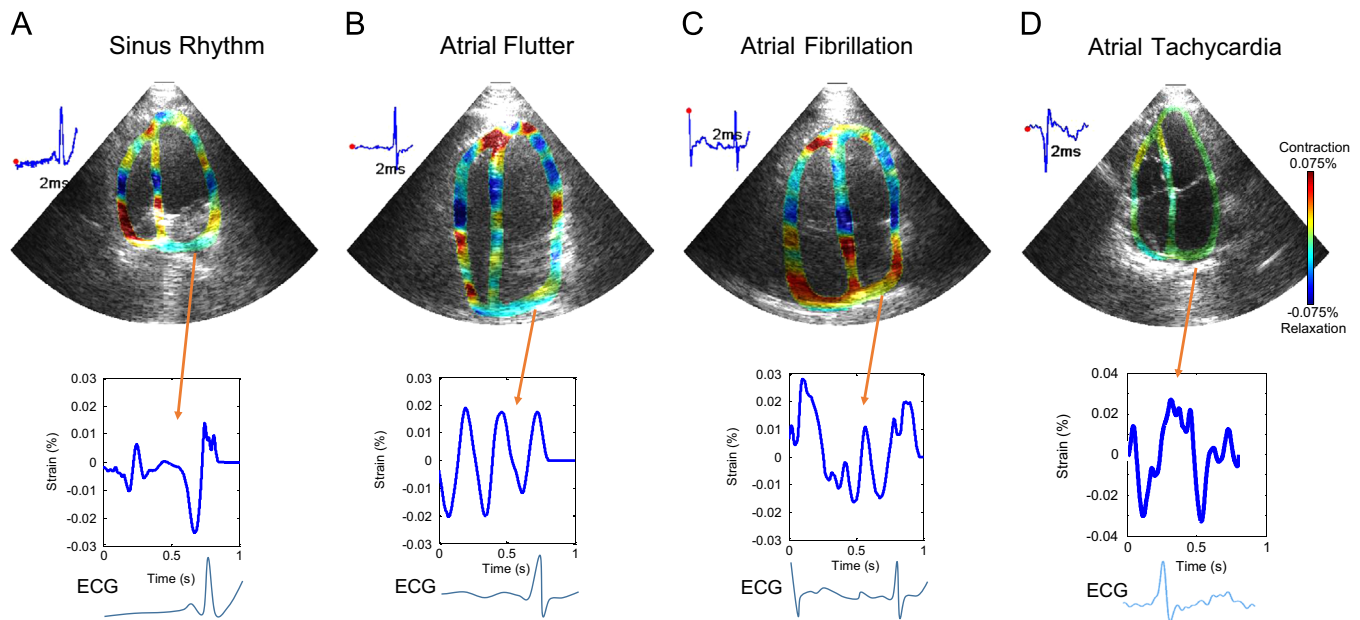 A
Sinus Rhythm
B
Atrial Flutter
C
Atrial Fibrillation
D
Atrial Tachycardia
2ms
2ms
2ms
2ms
Contraction
0.075%
-0.075%
Relaxation
0.03
0.02
0.01
0
-0.01
-0.02
-0.03
Strain (%)
0
0.5
1
Time (s)
ECG
0.03
0.02
0.01
0
-0.01
-0.02
-0.03
Strain (%)
0
0.5
1
Time (s)
ECG
0.03
0.02
0.01
0
-0.01
-0.02
-0.03
Strain (%)
0
0.5
1
Time (s)
ECG
0.04
0.02
0
-0.02
-0.04
Strain (%)
0
0.5
1
Time (s)
ECG